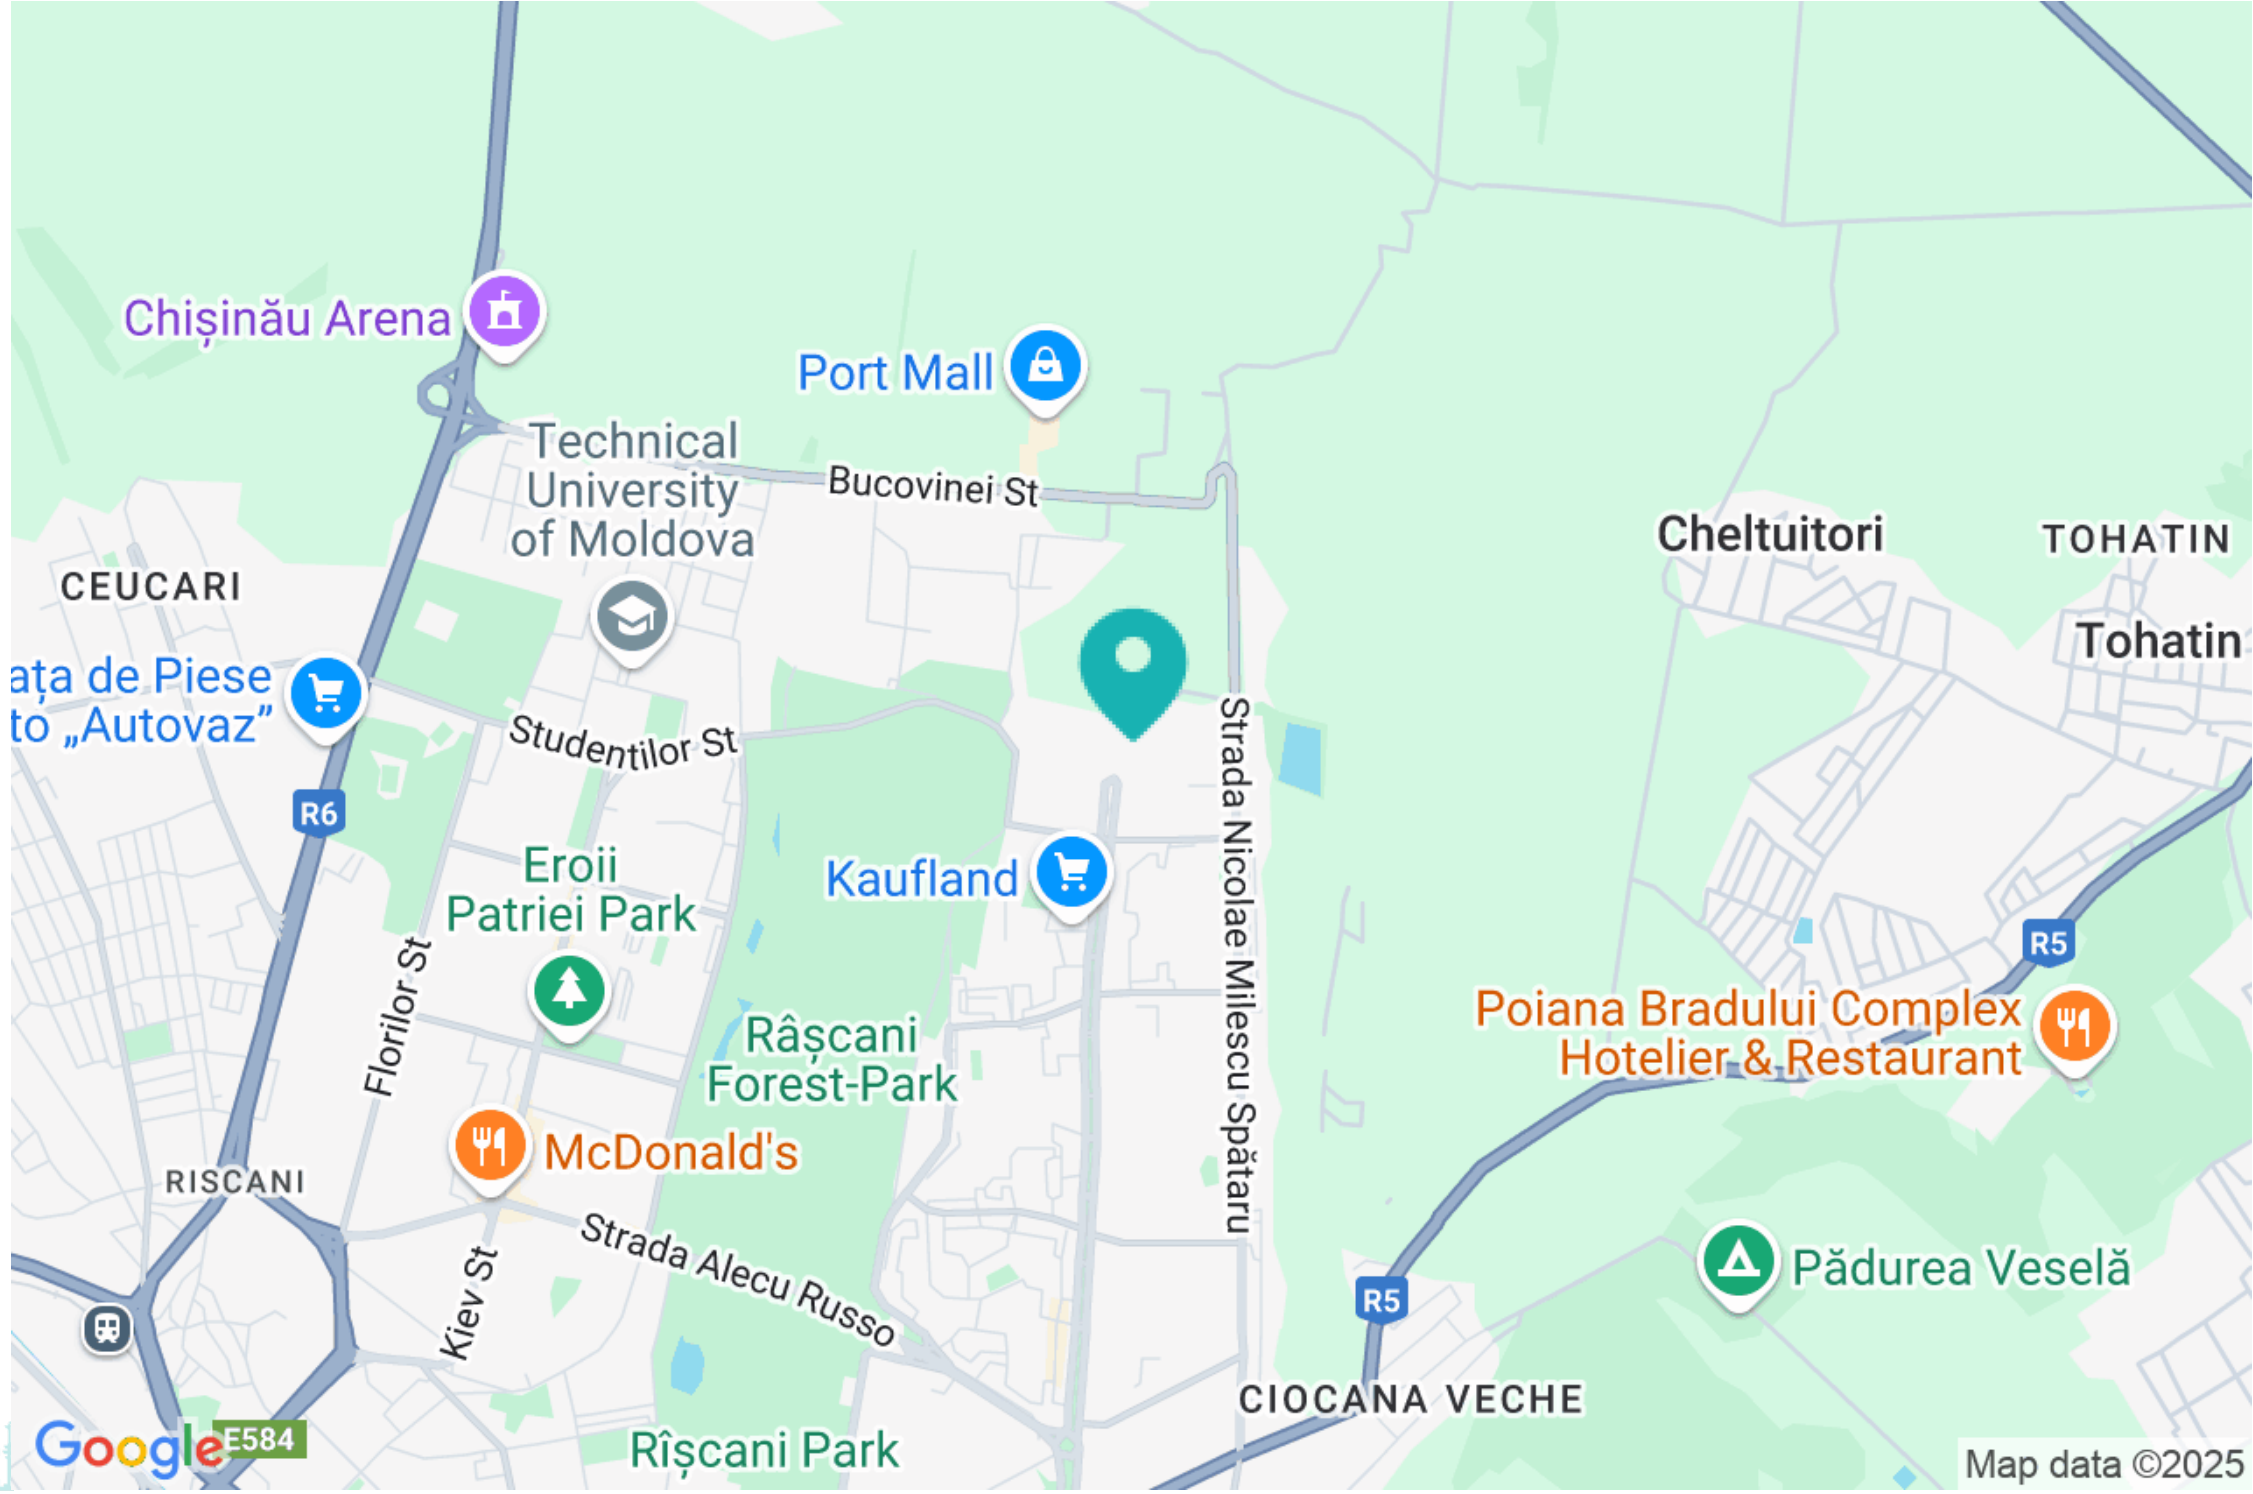 Chișinău Arena
Port Mall
Technical
University
of Moldova
Bucovinei St
Cheltuitori
TOHATIN
CEUCARI
Tohatin
ața de Piese
to „Autovaz”
Studentilor St
Strada Nicolae Milescu Spătaru
R6
Eroii
Patriei Park
Kaufland
R5
Florilor St
Poiana Bradului Complex
Hotelier & Restaurant
Râșcani
Forest-Park
McDonald's
RISCANI
Strada Alecu Russo
Kiev St
Pădurea Veselă
R5
CIOCANA VECHE
Google
E584
Rîșcani Park
Map data ©2025